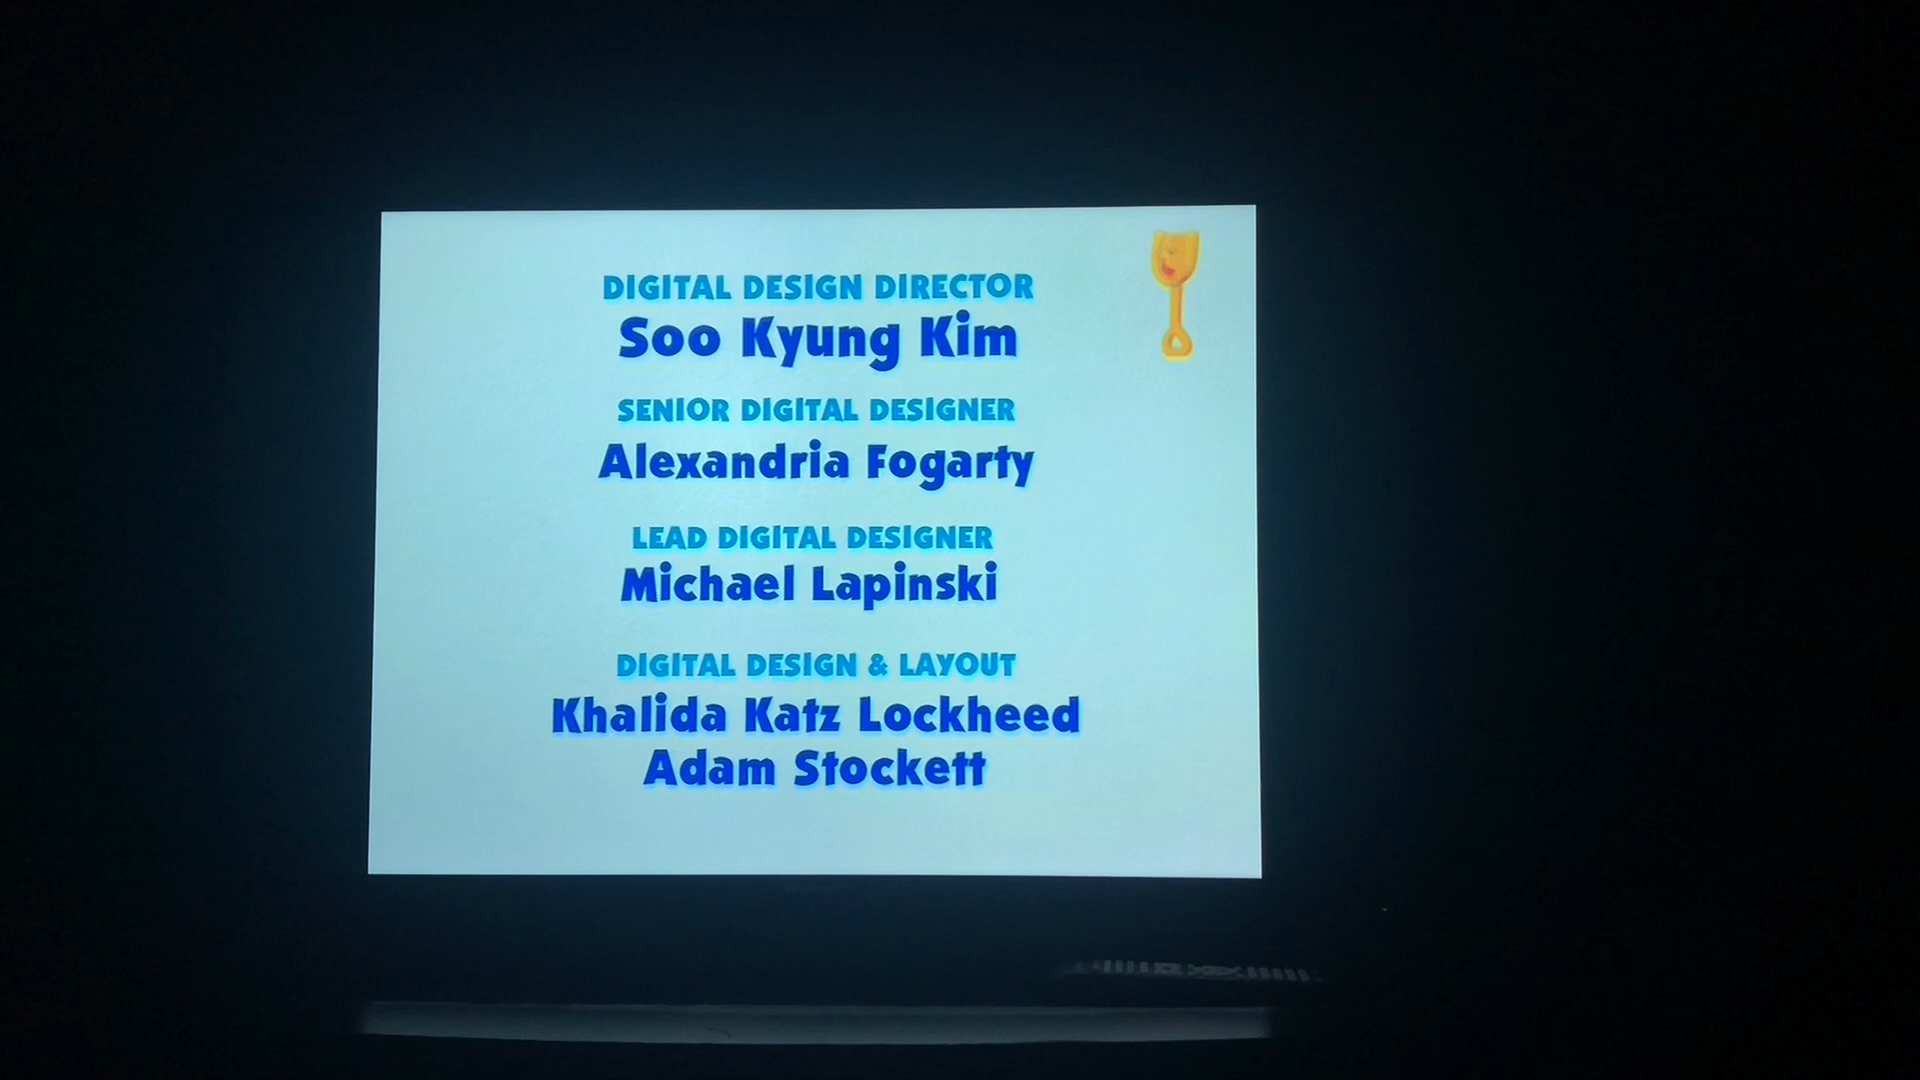 DIGITAL DESIGN DIRECTOR
Soo Kyung Kim
SENIOR DIGITAL DESIGNER
Alexandria Fogarty
LEAD DIGITAL DESIGNER
Michael Lapinski
DIGITAL DESIGN & LAYOUT
Khalida Katz Lockheed
Adam Stockett